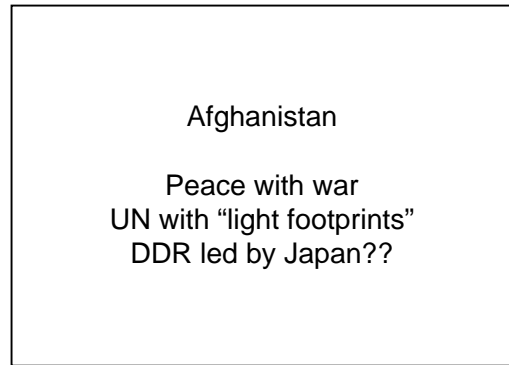 Afghanistan
Peace with war
UN with “light footprints”
DDR led by Japan??